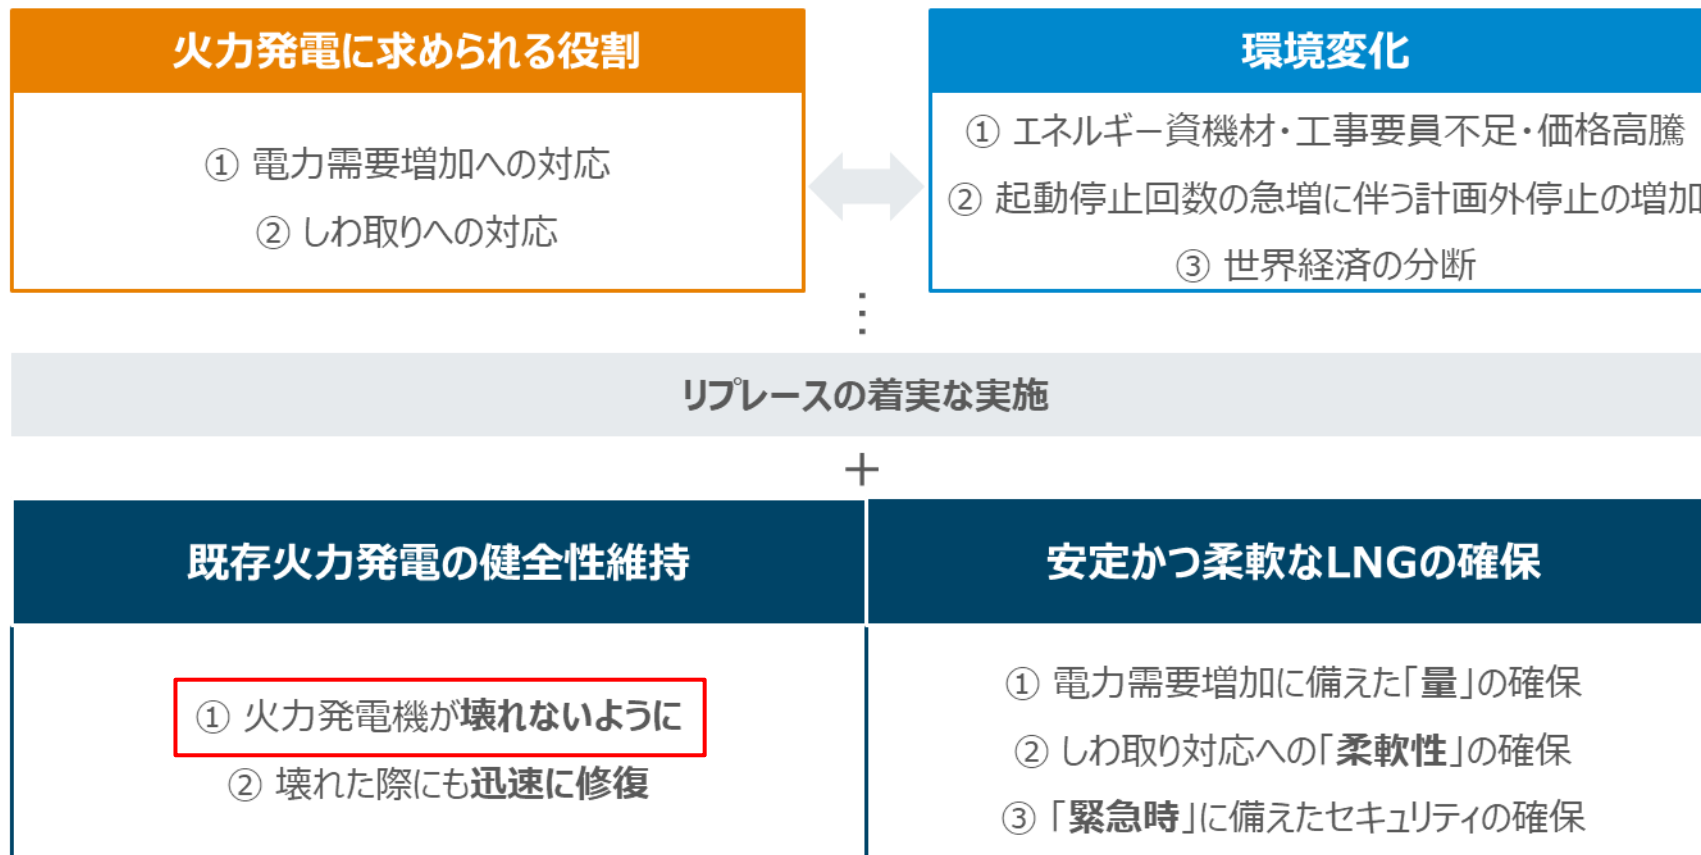 火力発電に求められる役割
① 電力需要増加への対応
② しわ取りへの対応
環境変化
① エネルギー資機材・工事要員不足・価格高騰
② 起動停止回数の急増に伴う計画外停止の増加
③ 世界経済の分断
リプレースの着実な実施
＋
既存火力発電の健全性維持
① 火力発電機が壊れないように
② 壊れた際にも迅速に修復
安定かつ柔軟なLNGの確保
① 電力需要増加に備えた「量」の確保
② しわ取り対応への「柔軟性」の確保
③ 「緊急時」に備えたセキュリティの確保